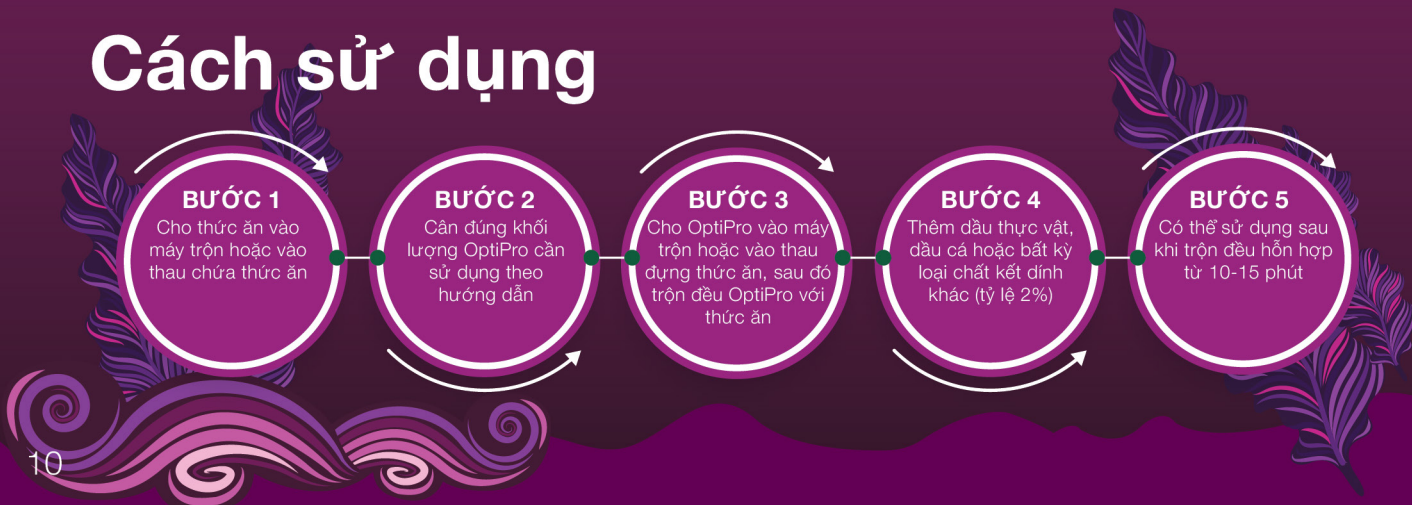 Cách sử dụng
BƯỚC 1
Cho thức ăn vào
máy trộn hoặc vào
thau chứa thức ăn
BƯỚC 2
Cân đúng khối
lượng OptiPro cần
sử dụng theo
hướng dẫn
BƯỚC 3
Cho OptiPro vào máy
trộn hoặc vào thau
đựng thức ăn, sau đó
trộn đều OptiPro với
thức ăn
BƯỚC 4
Thêm dầu thực vật,
dầu cá hoặc bất kỳ
loại chất kết dính
khác (tỷ lệ 2%)
BƯỚC 5
Có thể sử dụng sau
khi trộn đều hỗn hợp
từ 10-15 phút
10